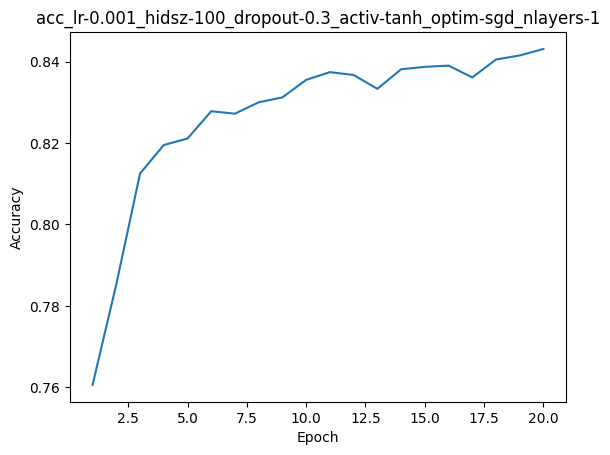 acc_lr-0.001_hidsz-100_dropout-0.3_activ-tanh_optim-sgd_nlayers-1
0.84
0.82
0.80
0.78
0.76
Accuracy
2.5 5.0 7.5 10.0 12.5 15.0 17.5 20.0
Epoch